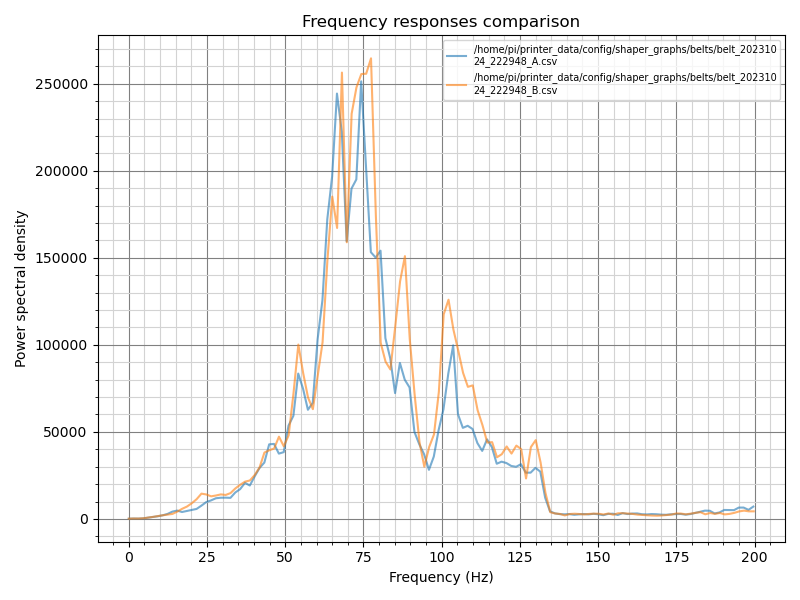 Frequency responses comparison
/home/pi/printer_data/config/shaper_graphs/belts/belt_202310
24_222948_A.csv
/home/pi/printer_data/config/shaper_graphs/belts/belt_202310
24_222948_B.csv
Power spectral density
250000
200000
150000
100000
50000
0
0 25 50 75 100 125 150 175 200
Frequency (Hz)